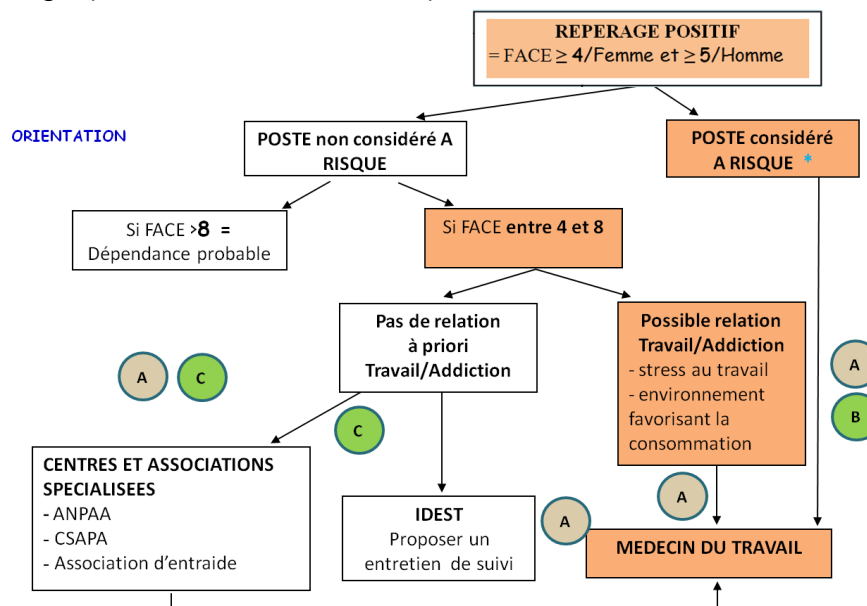 REPERAGE POSITIF
= FACE ≥ 4/Femme et ≥ 5/Homme
ORIENTATION
POSTE non considéré A
RISQUE
POSTE considéré
A RISQUE *
Si FACE >8 =
Dépendance probable
Si FACE entre 4 et 8
Pas de relation
à priori
Travail/Addiction
Possible relation
Travail/Addiction
- stress au travail
- environnement
favorisant la
consommation
A
C
A
B
C
CENTRES ET ASSOCIATIONS
SPECIALISEES
- ANPAA
- CSAPA
- Association d'entraide
IDEST
Proposer un
entretien de suivi
A
A
MEDECIN DU TRAVAIL